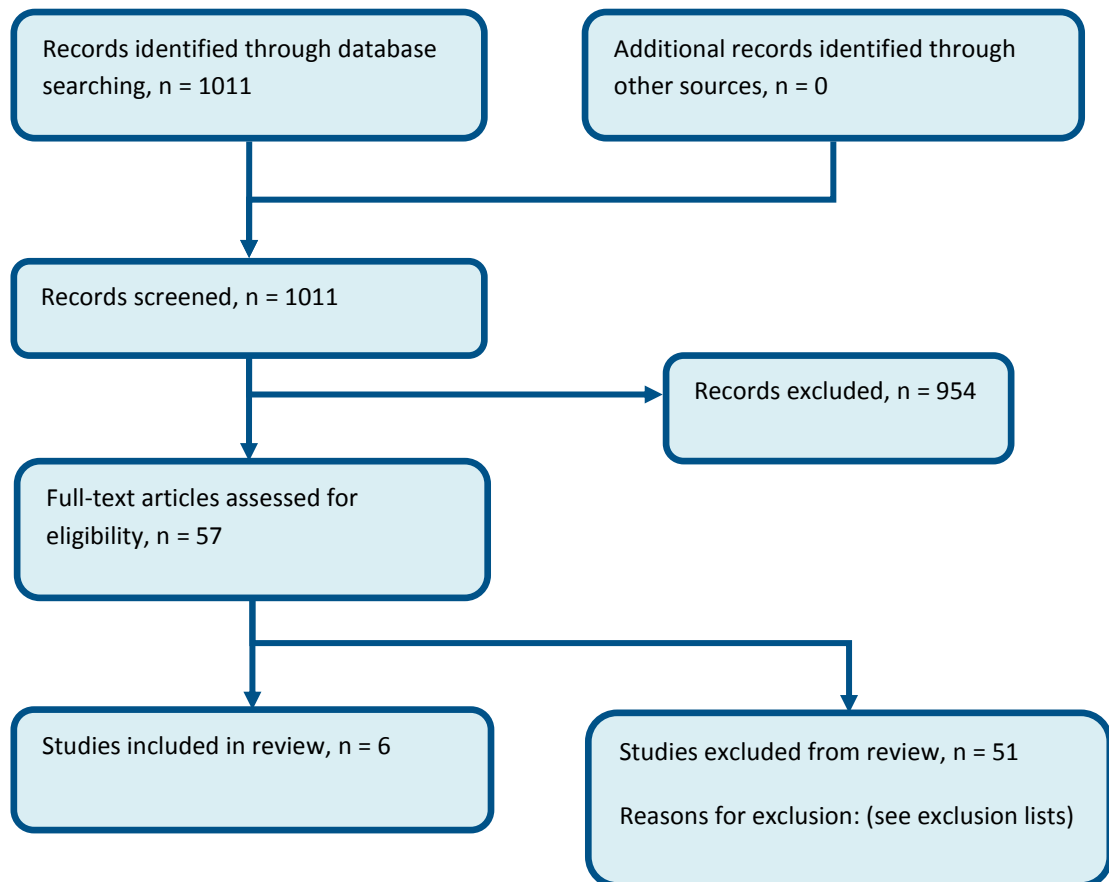 Records identified through database
searching, n = 1011
Additional records identified through
other sources, n = 0
Records screened, n = 1011
Records excluded, n = 954
Full-text articles assessed for
eligibility, n = 57
Studies included in review, n = 6
Studies excluded from review, n = 51
Reasons for exclusion: (see exclusion lists)